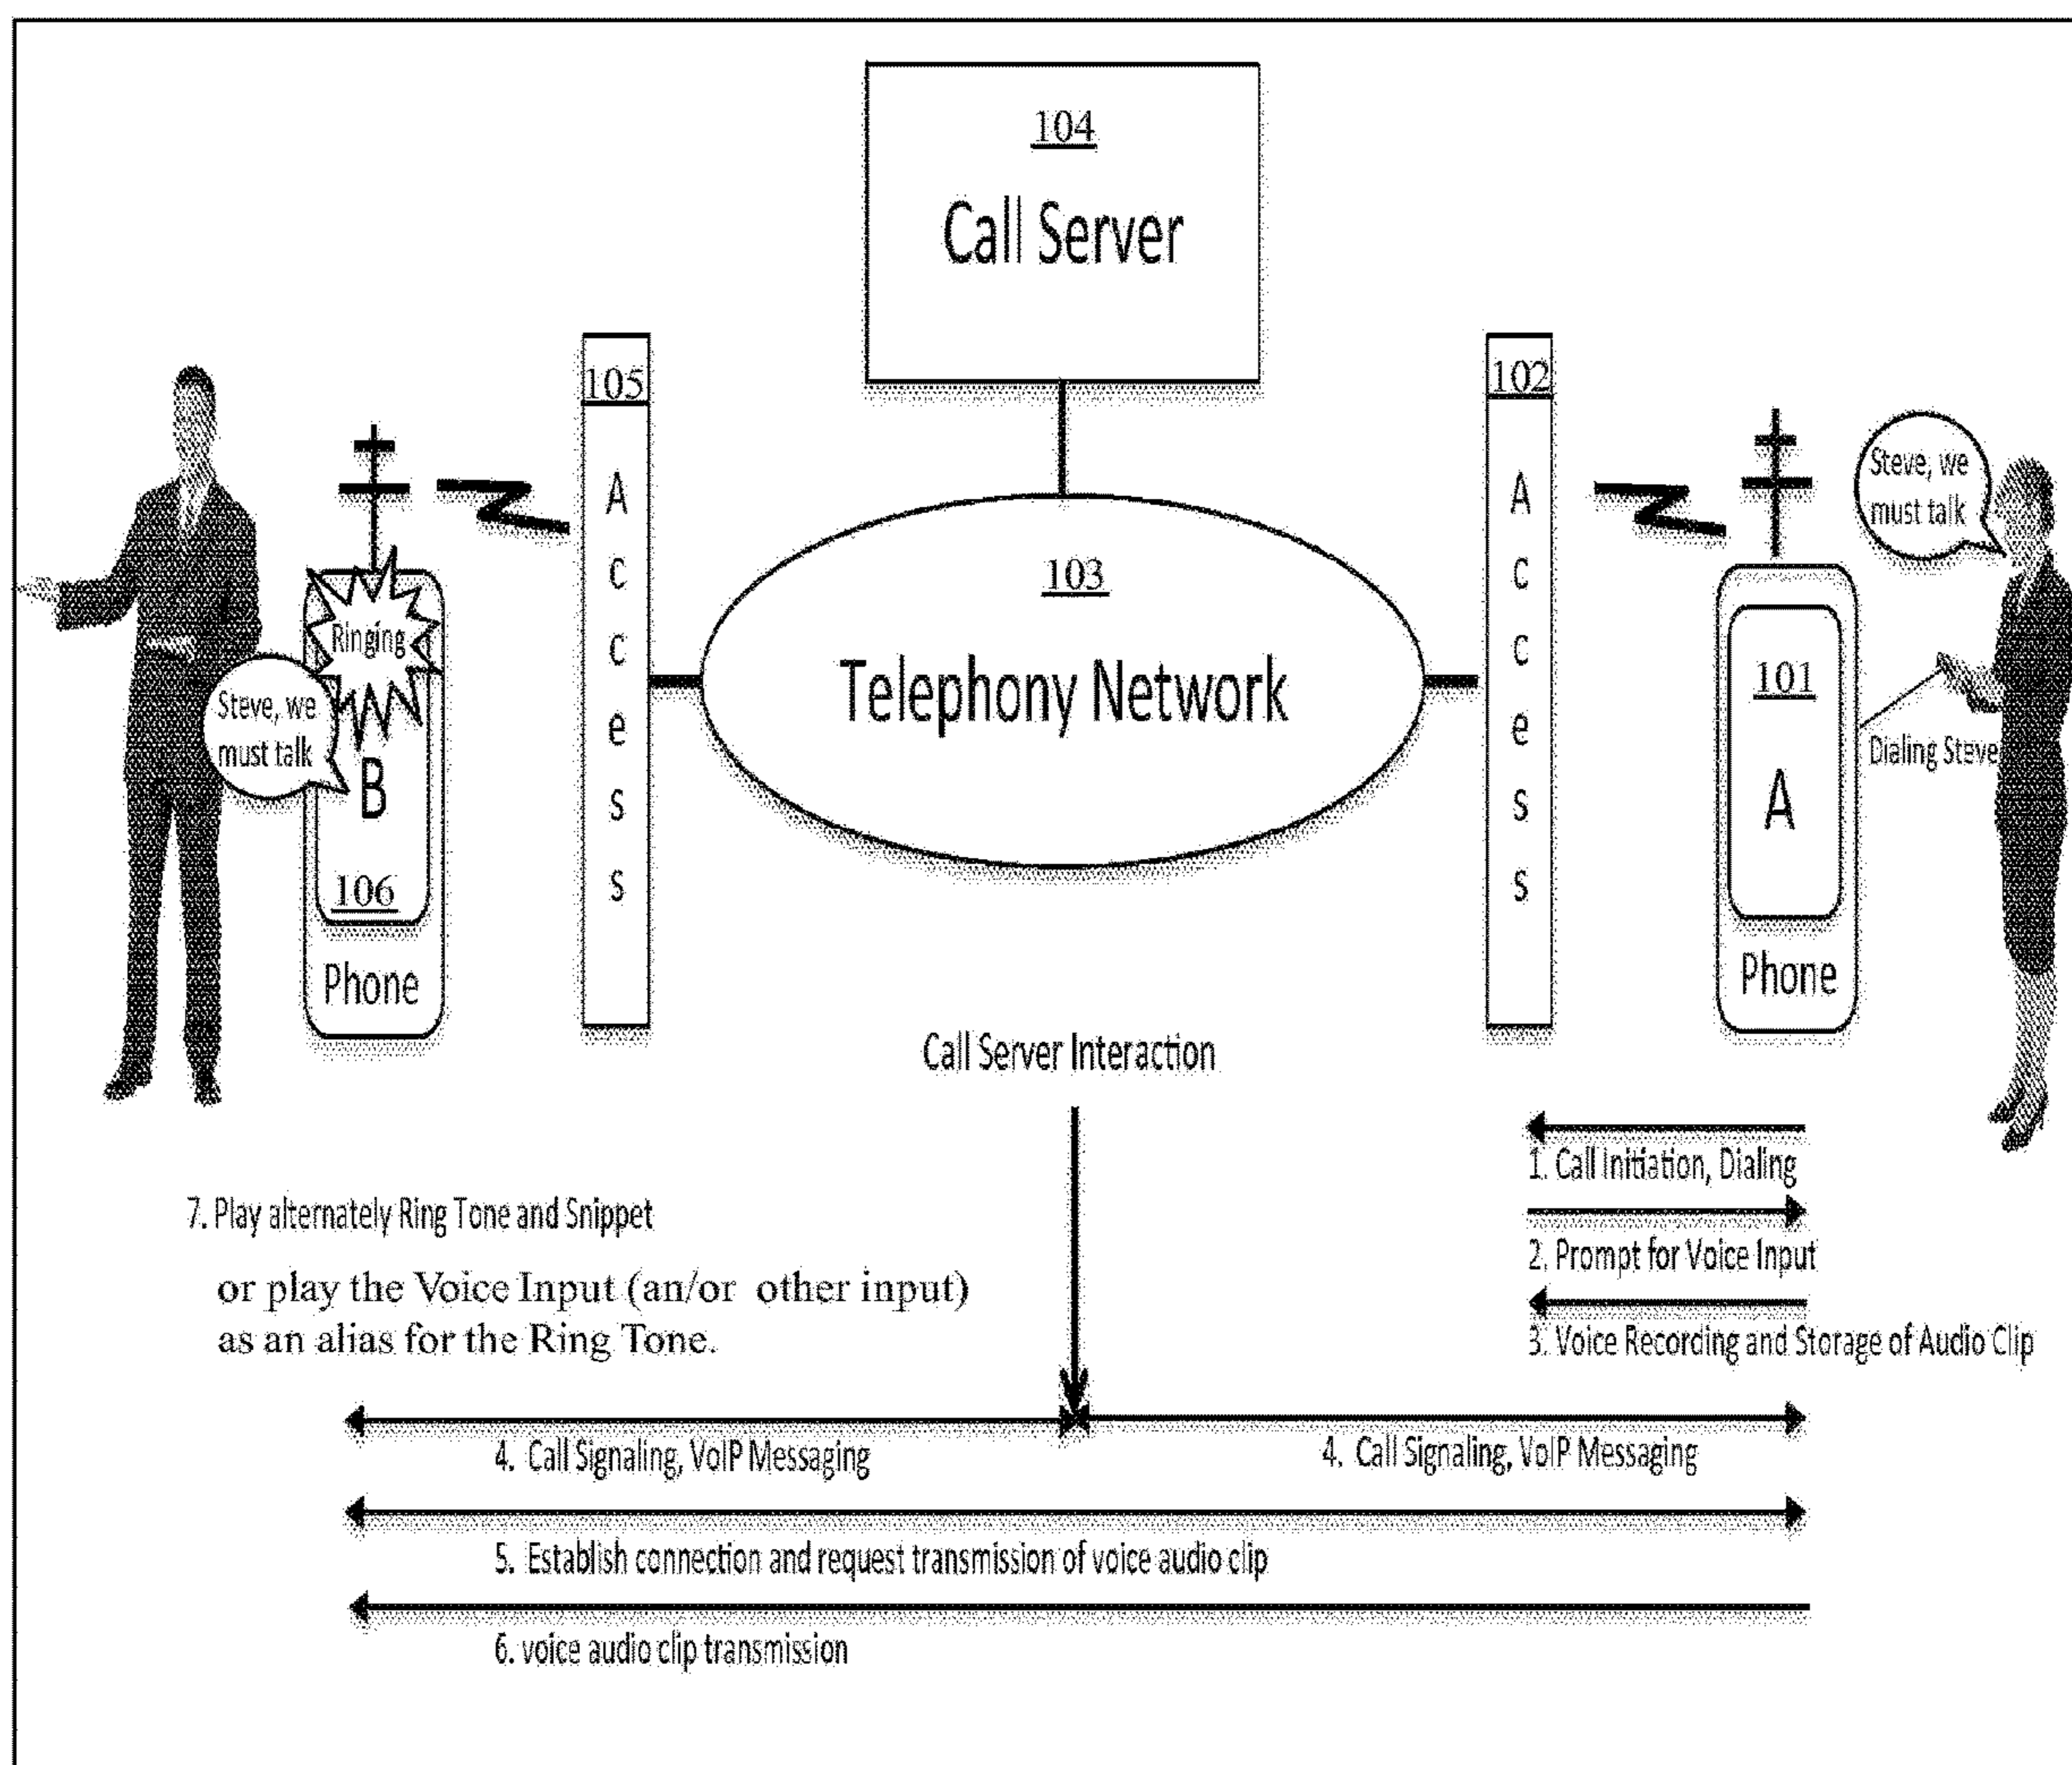 104
Call Server
105
Access
102
Access
103
Telephony Network
Steve, we
must talk
101
A
Phone
Dialing Steve
Ringing
Steve, we
must talk
B
106
Phone
Call Server Interaction
1. Call Initiation, Dialing
2. Prompt for Voice Input
3. Voice Recording and Storage of Audio Clip
7. Play alternately Ring Tone and Snippet
or play the Voice Input (an/or other input)
as an alias for the Ring Tone.
4. Call Signaling, VoIP Messaging
4. Call Signaling, VoIP Messaging
5. Establish connection and request transmission of voice audio clip
6. voice audio clip transmission